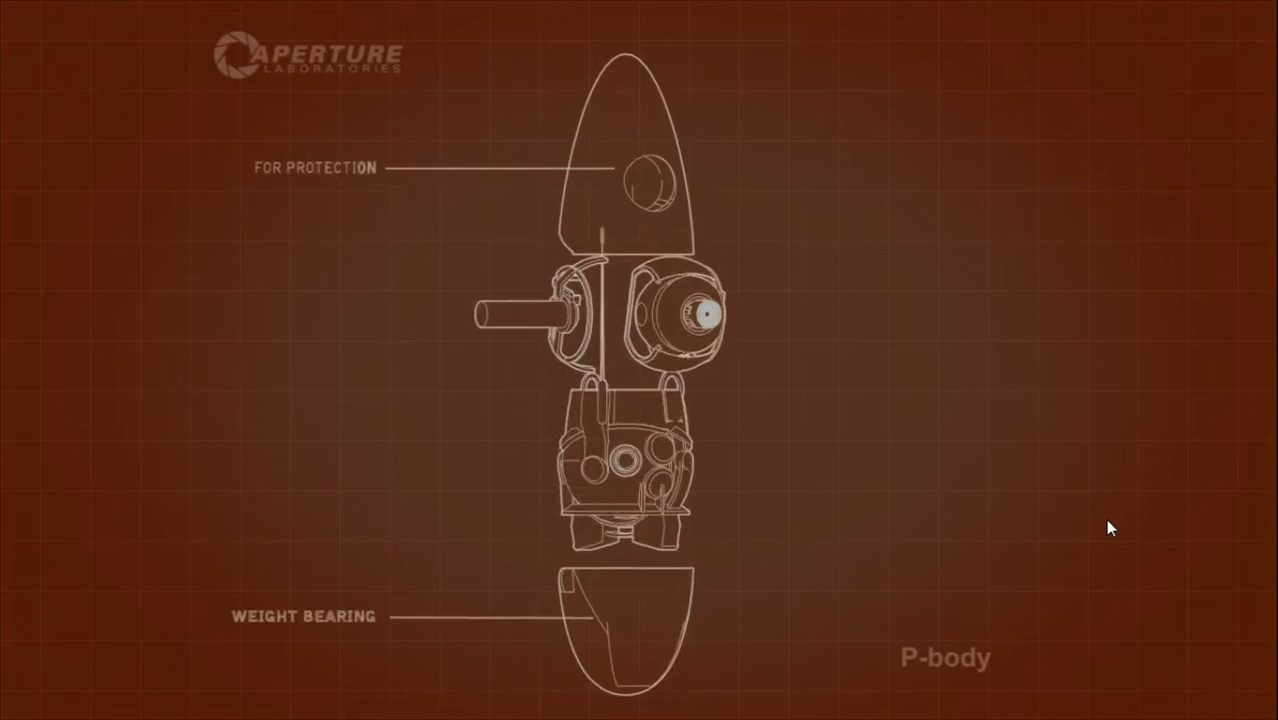 APERTURE
LABORATORIES
FOR PROTECTION
WEIGHT BEARING
P-body